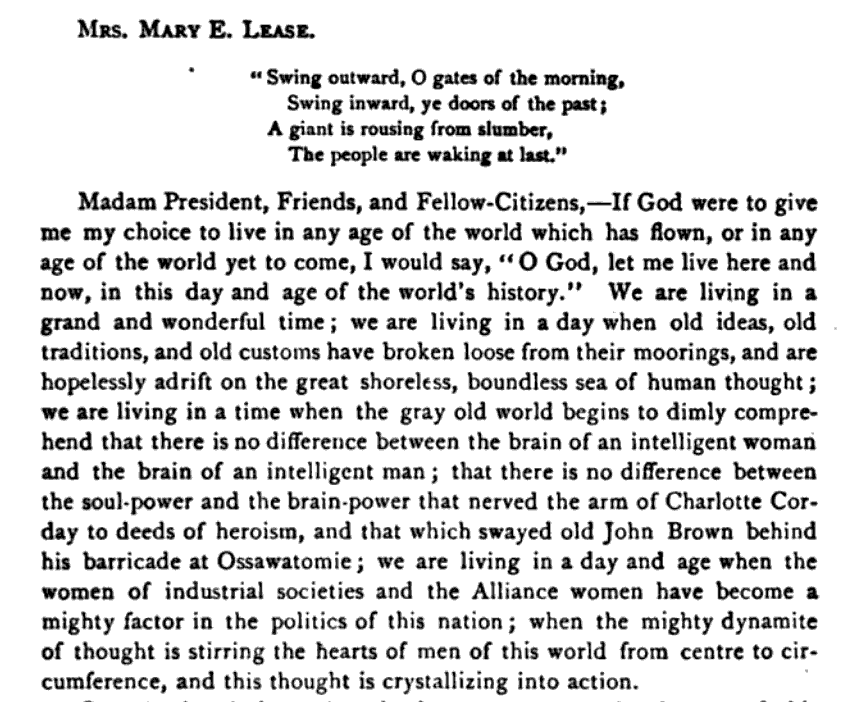 MRS. MARY E. LEASE.
“Swing outward, O gates of the morning,
Swing inward, ye doors of the past;
A giant is rousing from slumber,
The people are waking at last.”
Madam President, Friends, and Fellow-Citizens,—If God were to give
me my choice to live in any age of the world which has flown, or in any
age of the world yet to come, I would say, “O God, let me live here and
now, in this day and age of the world's history.” We are living in a
grand and wonderful time; we are living in a day when old ideas, old
traditions, and old customs have broken loose from their moorings, and are
hopelessly adrift on the great shoreless, boundless sea of human thought;
we are living in a time when the gray old world begins to dimly compre-
hend that there is no difference between the brain of an intelligent woman
and the brain of an intelligent man; that there is no difference between
the soul-power and the brain-power that nerved the arm of Charlotte Cor-
day to deeds of heroism, and that which swayed old John Brown behind
his barricade at Ossawatomie; we are living in a day and age when the
women of industrial societies and the Alliance women have become a
mighty factor in the politics of this nation; when the mighty dynamite
of thought is stirring the hearts of men of this world from centre to cir-
cumference, and this thought is crystallizing into action.